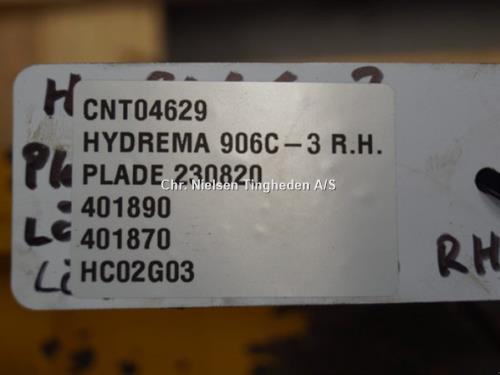 CNT04629
HYDREMA 906C-3 R.H.
PLADE 230820
Chr. Nielsen Tingheden A/S
401890
401870
HC02G03
RH